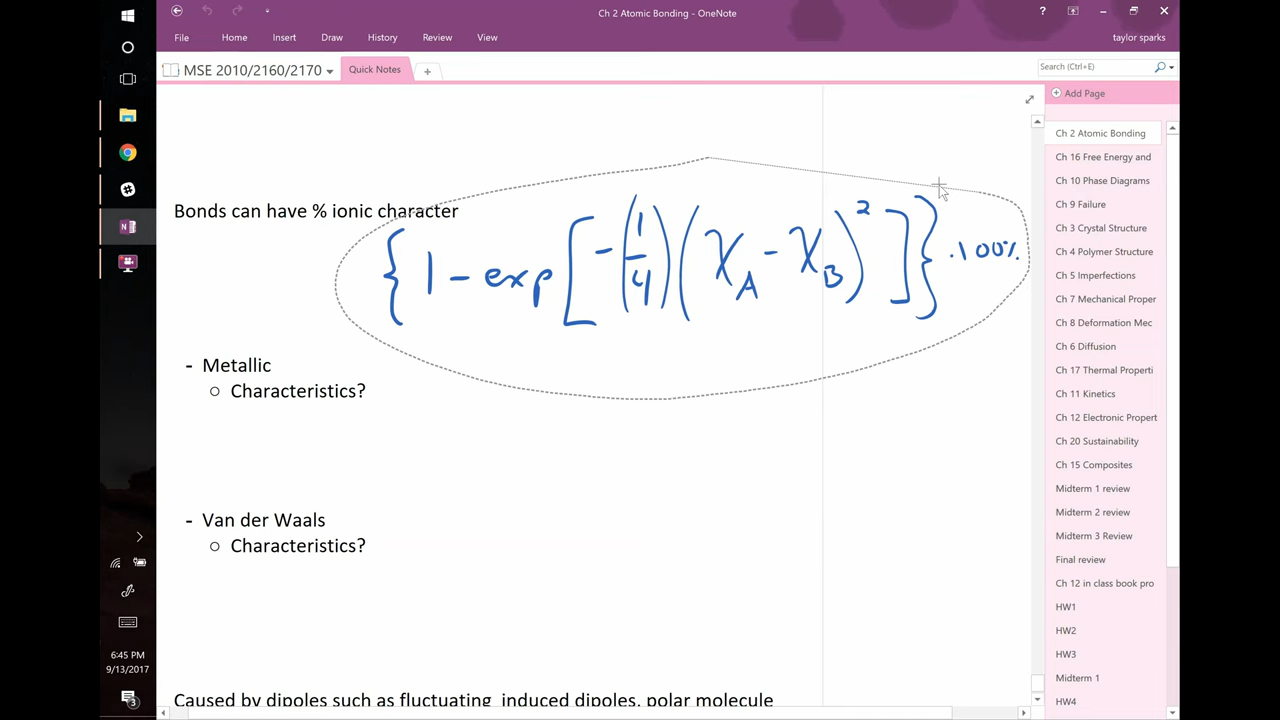 Ch 2 Atomic Bonding - OneNote
File Home Insert Draw History Review View
taylor sparks
MSE 2010/2160/2170
Quick Notes
Search (Ctrl+E)
Add Page
Bonds can have % ionic character
{1 - exp[-(1/4)(χ_A - χ_B)^2]} .100%
- Metallic
o Characteristics?
- Van der Waals
o Characteristics?
Caused by dipoles such as fluctuating induced dipoles, polar molecule
Ch 2 Atomic Bonding
Ch 16 Free Energy and
Ch 10 Phase Diagrams
Ch 9 Failure
Ch 3 Crystal Structure
Ch 4 Polymer Structure
Ch 5 Imperfections
Ch 7 Mechanical Proper
Ch 8 Deformation Mec
Ch 6 Diffusion
Ch 17 Thermal Properti
Ch 11 Kinetics
Ch 12 Electronic Propert
Ch 20 Sustainability
Ch 15 Composites
Midterm 1 review
Midterm 2 review
Midterm 3 Review
Final review
Ch 12 in class book pro
HW1
HW2
HW3
Midterm 1
HW4
6:45 PM
9/13/2017
3